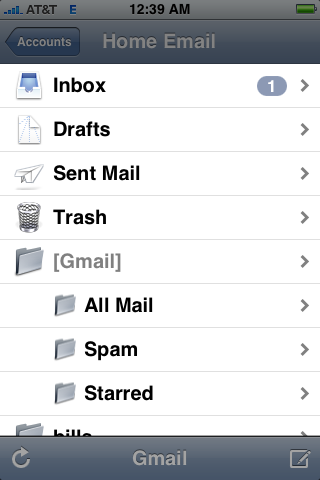 AT&T E 12:39 AM
Accounts Home Email
Inbox 1
Drafts
Sent Mail
Trash
[Gmail]
All Mail
Spam
Starred
bills
Gmail